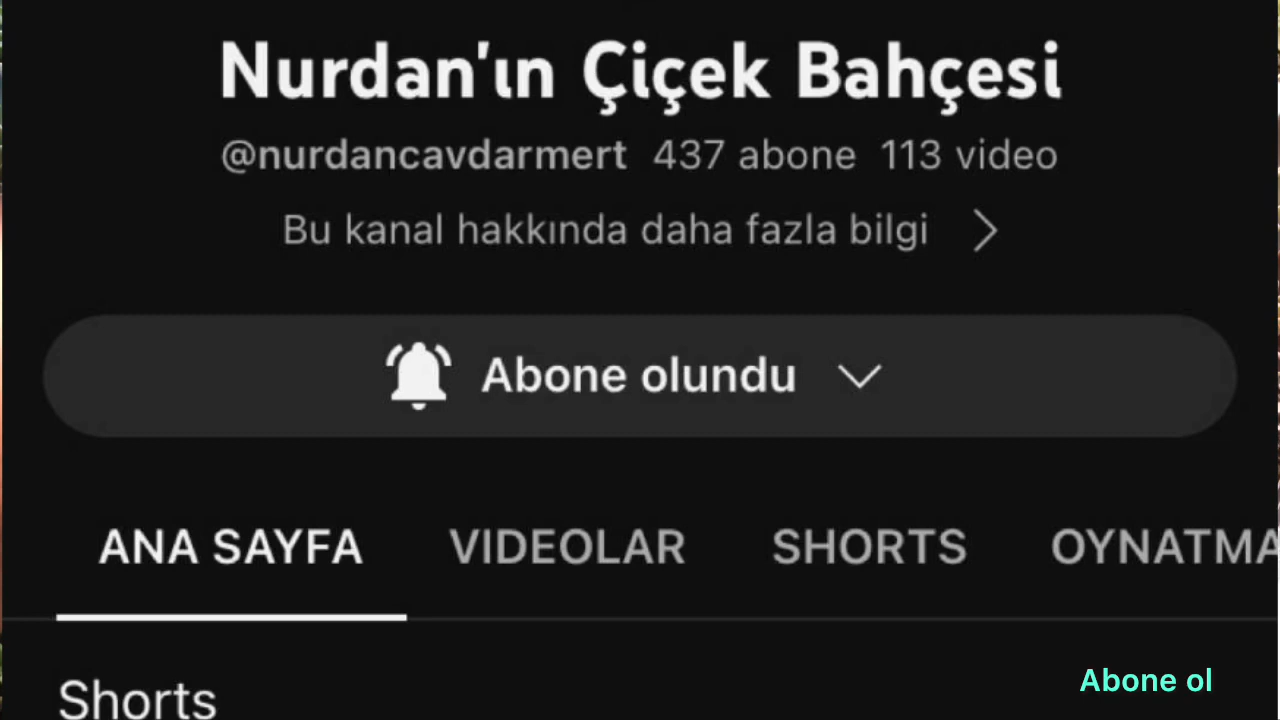 Nurdan'ın Çiçek Bahçesi
@nurdancavdarmert 437 abone 113 video
Bu kanal hakkında daha fazla bilgi
Abone olundu
ANA SAYFA VIDEOLAR SHORTS OYNATMA
Shorts
Abone ol